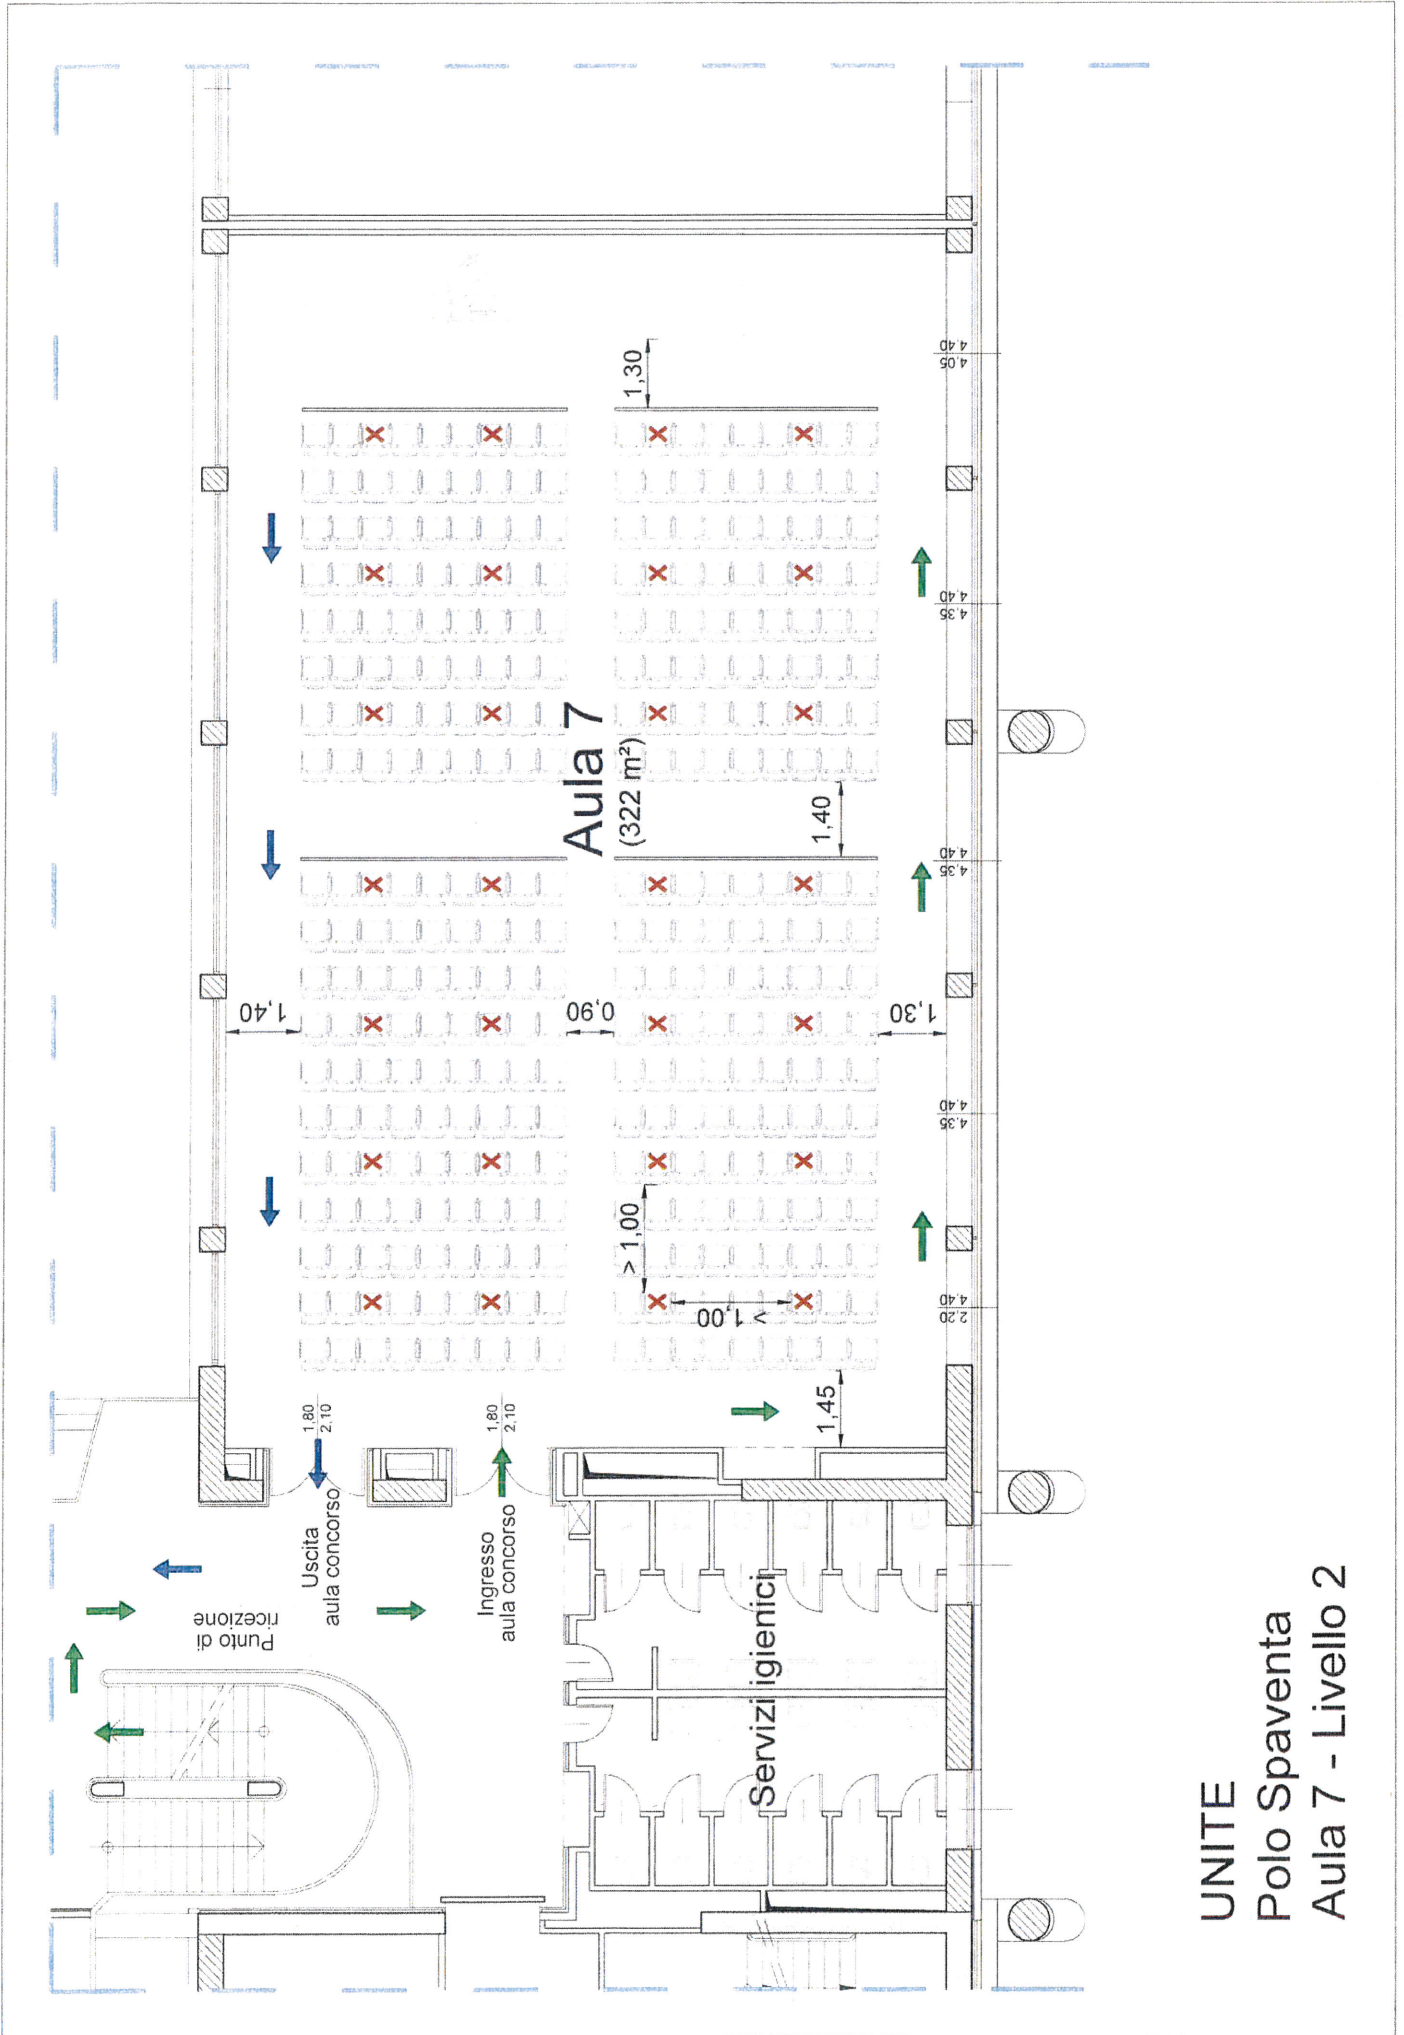 Aula 7
(322 m²)
1,30
1,40
1,40
0,90
1,30
> 1,00
> 1,00
1,45
4,40
4,05
4,40
4,35
4,40
4,35
4,40
4,35
4,40
2,20
1,80
2,10
1,80
2,10
Uscita
aula concorso
Ingresso
aula concorso
Punto di
ricezione
Servizi igienici
UNITE
Polo Spaventa
Aula 7 - Livello 2